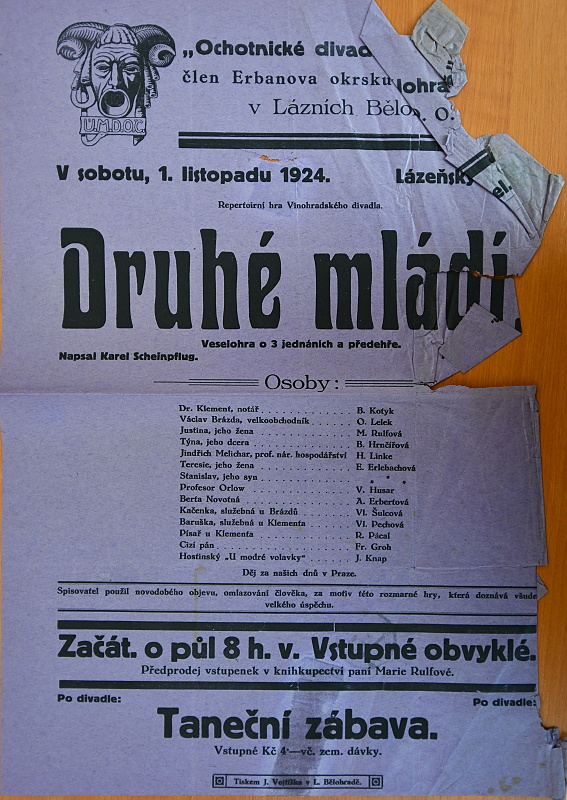 Ú.M.D.O.Č.
„Ochotnické divad
člen Erbanova okrsku
lohrad"
v Lázních Bělo
. O.
V sobotu, 1. listopadu 1924. Lázeňský
el.
Repertoirní hra Vinohradského divadla.
Druhé mládí.
Veselohra o 3 jednáních a předehře.
Napsal Karel Scheinpflug.
Osoby:
Dr. Klement, notář . . . . . . . . . . . . . . B. Kotyk
Václav Brázda, velkoobchodník . . . . . . . O. Lelek
Justina, jeho žena . . . . . . . . . . . . . . M. Rulfová
Týna, jeho dcera . . . . . . . . . . . . . . B. Hrnčířová
Jindřich Melichar, prof. nár. hospodářství H. Linke
Teresie, jeho žena . . . . . . . . . . . . . . E. Erlebachová
Stanislav, jeho syn . . . . . . . . . . . . . . * * *
Profesor Orlow . . . . . . . . . . . . . . V. Husar
Berta Novotná . . . . . . . . . . . . . . A. Erbertová
Kačenka, služebná u Brázdů . . . . . . . Vl. Šulcová
Baruška, služebná u Klementa . . . . . . . Vl. Pechová
Písař u Klementa . . . . . . . . . . . . . . R. Pácal
Cizí pán . . . . . . . . . . . . . . Fr. Groh
Hostinský „U modré volavky" . . . . . . . J. Knap
Děj za našich dnů v Praze.
Spisovatel použil novodobého objevu, omlazování člověka, za motiv této rozmarné hry, která doznává všude
velkého úspěchu.
Začát. o půl 8 h. v. Vstupné obvyklé.
Předprodej vstupenek v knihkupectví paní Marie Rulfové.
Po divadle: Po divadle:
Taneční zábava.
Vstupné Kč 4·—vč. zem. dávky.
Tiskem J. Vojtíška v L. Bělohradě.